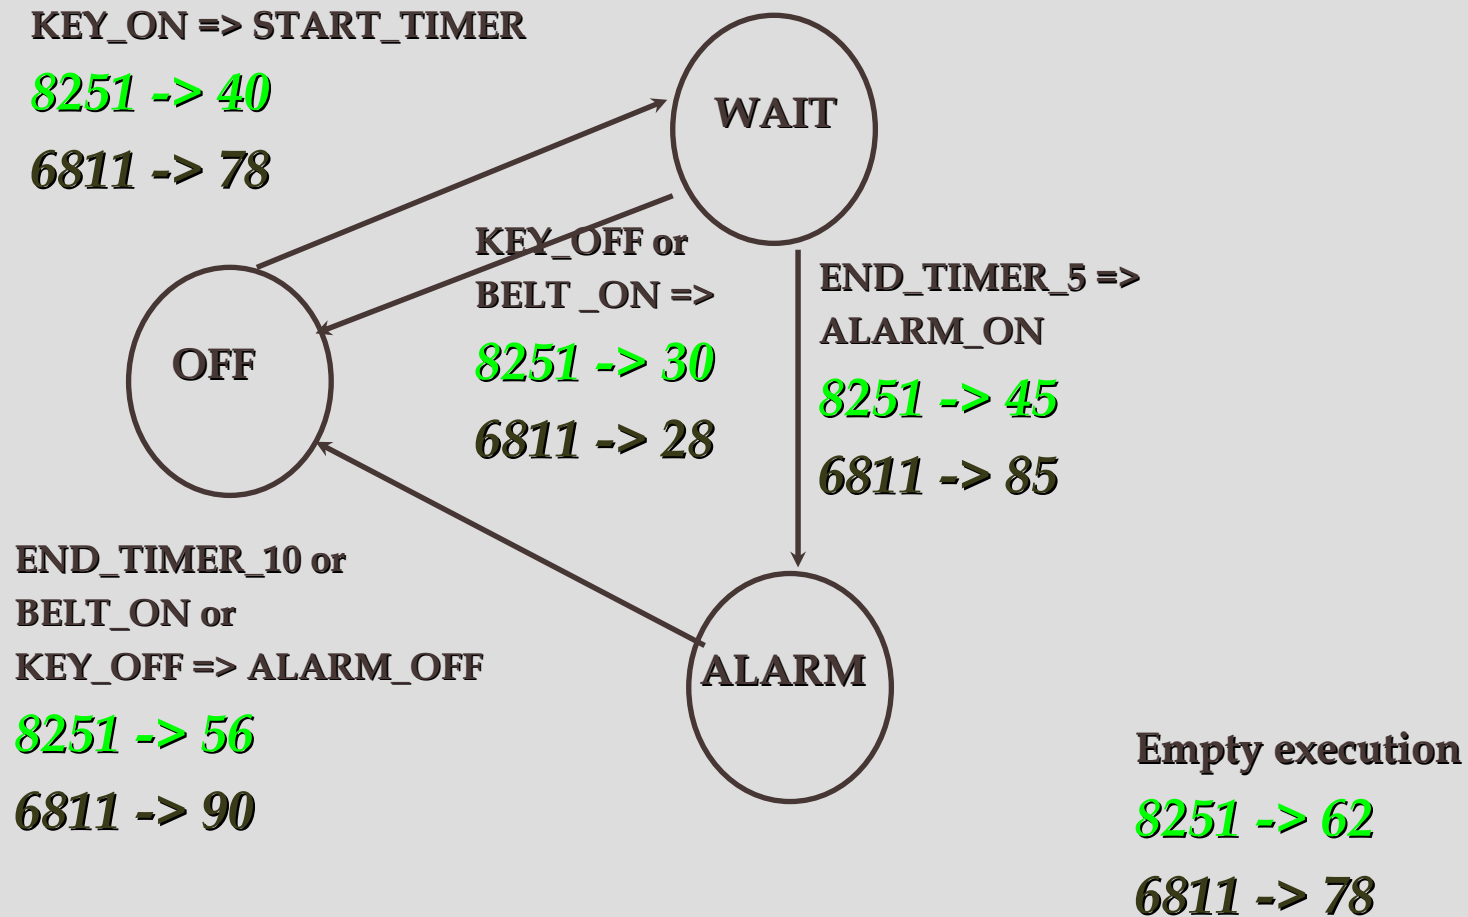 KEY_ON => START_TIMER
8251 -> 40
6811 -> 78
WAIT
KEY_OFF or
BELT _ON =>
8251 -> 30
6811 -> 28
END_TIMER_5 =>
ALARM_ON
8251 -> 45
6811 -> 85
OFF
END_TIMER_10 or
BELT_ON or
KEY_OFF => ALARM_OFF
8251 -> 56
6811 -> 90
ALARM
Empty execution
8251 -> 62
6811 -> 78